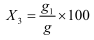 X₃ = g₁/g × 100